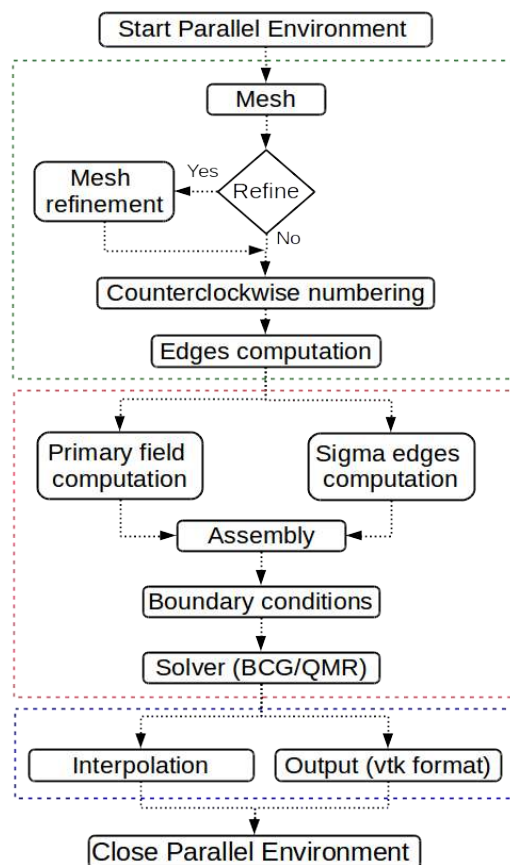 Start Parallel Environment
Mesh
Yes
Mesh
refinement
Refine
No
Counterclockwise numbering
Edges computation
Primary field
computation
Sigma edges
computation
Assembly
Boundary conditions
Solver (BCG/QMR)
Interpolation
Output (vtk format)
Close Parallel Environment